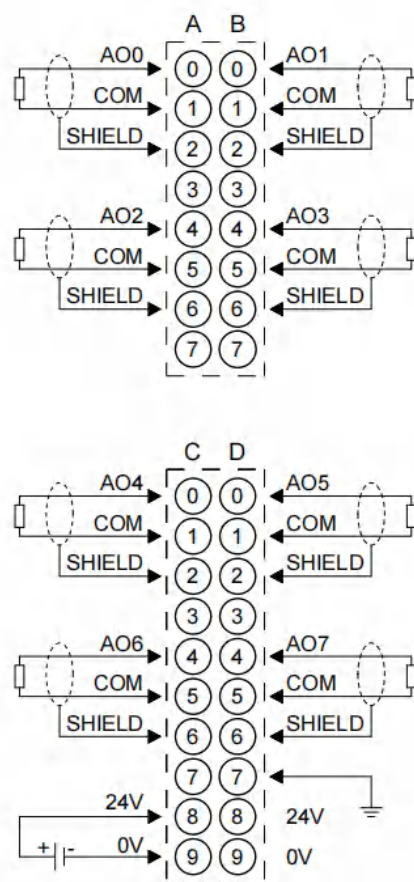 A B
AO0 0 0 AO1
COM 1 1 COM
SHIELD 2 2 SHIELD
3 3
AO2 4 4 AO3
COM 5 5 COM
SHIELD 6 6 SHIELD
7 7
C D
AO4 0 0 AO5
COM 1 1 COM
SHIELD 2 2 SHIELD
3 3
AO6 4 4 AO7
COM 5 5 COM
SHIELD 6 6 SHIELD
7 7
24V 8 8 24V
+ - 0V 9 9 0V